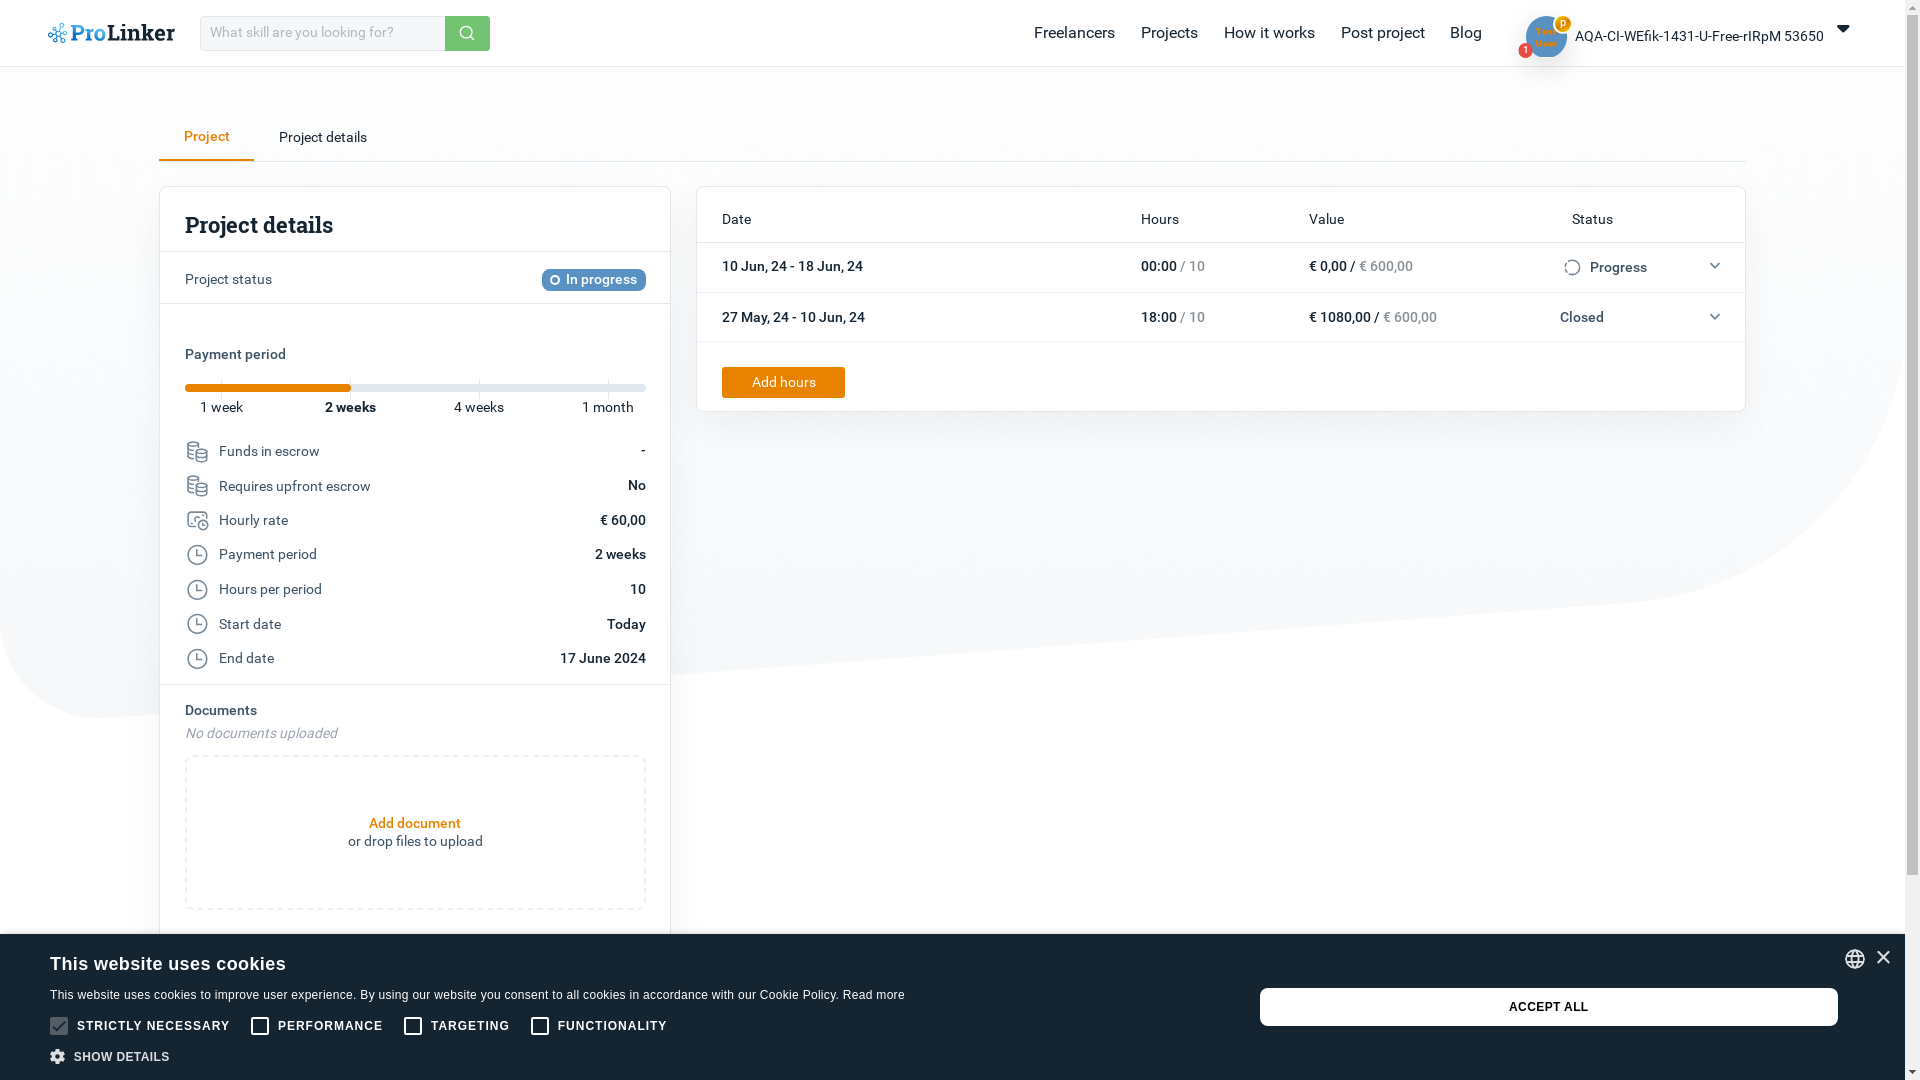 ProLinker
What skill are you looking for?
Freelancers
Projects
How it works
Post project
Blog
p
1
AQA-CI-WEfik-1431-U-Free-rIRpM 53650
Project
Project details
Project details
Project status
In progress
Payment period
1 week
2 weeks
4 weeks
1 month
Funds in escrow
-
Requires upfront escrow
No
Hourly rate
€ 60,00
Payment period
2 weeks
Hours per period
10
Start date
Today
End date
17 June 2024
Documents
No documents uploaded
Add document
or drop files to upload
Date
Hours
Value
Status
10 Jun, 24 - 18 Jun, 24
00:00 / 10
€ 0,00 / € 600,00
Progress
27 May, 24 - 10 Jun, 24
18:00 / 10
€ 1080,00 / € 600,00
Closed
Add hours
This website uses cookies
This website uses cookies to improve user experience. By using our website you consent to all cookies in accordance with our Cookie Policy. Read more
STRICTLY NECESSARY
PERFORMANCE
TARGETING
FUNCTIONALITY
SHOW DETAILS
ACCEPT ALL